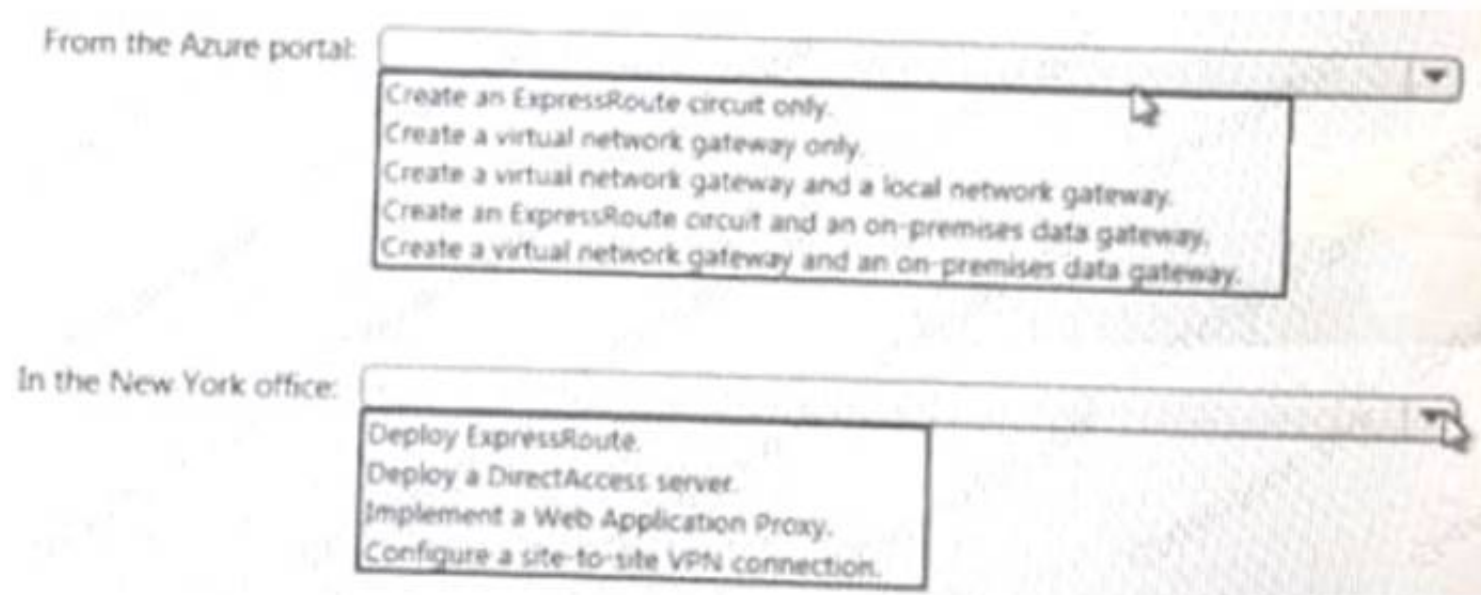 From the Azure portal:
Create an ExpressRoute circuit only.
Create a virtual network gateway only.
Create a virtual network gateway and a local network gateway.
Create an ExpressRoute circuit and an on-premises data gateway.
Create a virtual network gateway and an on-premises data gateway.
In the New York office:
Deploy ExpressRoute.
Deploy a DirectAccess server.
Implement a Web Application Proxy.
Configure a site-to-site VPN connection.